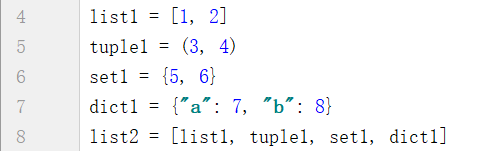 4 list1 = [1, 2]
5 tuple1 = (3, 4)
6 set1 = {5, 6}
7 dict1 = {"a": 7, "b": 8}
8 list2 = [list1, tuple1, set1, dict1]